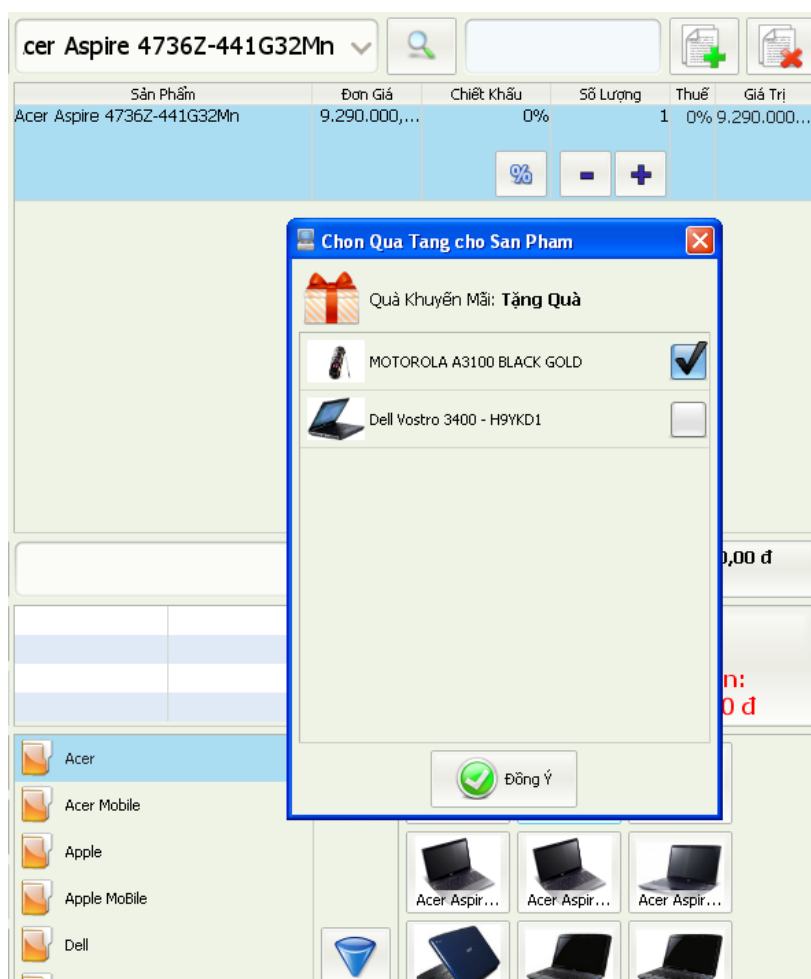 cer Aspire 4736Z-441G32Mn
Sản Phẩm Đơn Giá Chiết Khấu Số Lượng Thuế Giá Trị
Acer Aspire 4736Z-441G32Mn 9.290.000,... 0% 1 0% 9.290.000...
% - +
Chon Qua Tang cho San Pham
Quà Khuyến Mãi: Tặng Quà
MOTOROLA A3100 BLACK GOLD
Dell Vostro 3400 - H9YKD1
0,00 đ
n:
0 đ
Đồng Ý
Acer
Acer Mobile
Apple
Apple MoBile
Dell
Acer Aspir... Acer Aspir... Acer Aspir...